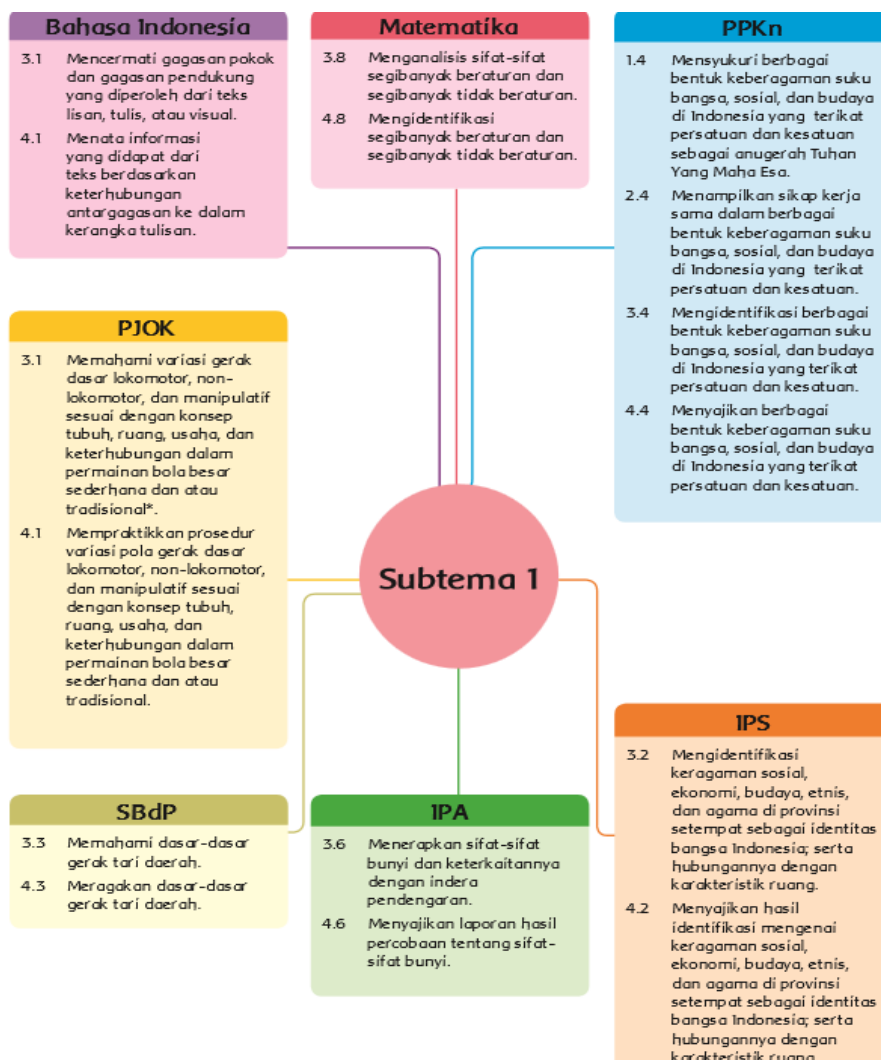 Bahasa Indonesia
3.1 Mencermati gagasan pokok
dan gagasan pendukung
yang diperoleh dari teks
lisan, tulis, atau visual.
4.1 Menata informasi
yang didapat dari
teks berdasarkan
keterhubungan
antargagasan ke dalam
kerangka tulisan.
Matematika
3.8 Menganalisis sifat-sifat
segibanyak beraturan dan
segibanyak tidak beraturan.
4.8 Mengidentifikasi
segibanyak beraturan dan
segibanyak tidak beraturan.
PPKn
1.4 Mensyukuri berbagai
bentuk keberagaman suku
bangsa, sosial, dan budaya
di Indonesia yang terikat
persatuan dan kesatuan
sebagai anugerah Tuhan
Yang Maha Esa.
2.4 Menampilkan sikap kerja
sama dalam berbagai
bentuk keberagaman suku
bangsa, sosial, dan budaya
di Indonesia yang terikat
persatuan dan kesatuan.
3.4 Mengidentifikasi berbagai
bentuk keberagaman suku
bangsa, sosial, dan budaya
di Indonesia yang terikat
persatuan dan kesatuan.
4.4 Menyajikan berbagai
bentuk keberagaman suku
bangsa, sosial, dan budaya
di Indonesia yang terikat
persatuan dan kesatuan.
PJOK
3.1 Memahami variasi gerak
dasar lokomotor, non-
lokomotor, dan manipulatif
sesuai dengan konsep
tubuh, ruang, usaha, dan
keterhubungan dalam
permainan bola besar
sederhana dan atau
tradisional*.
4.1 Mempraktikkan prosedur
variasi pola gerak dasar
lokomotor, non-lokomotor,
dan manipulatif sesuai
dengan konsep tubuh,
ruang, usaha, dan
keterhubungan dalam
permainan bola besar
sederhana dan atau
tradisional.
Subtema 1
SBdP
3.3 Memahami dasar-dasar
gerak tari daerah.
4.3 Meragakan dasar-dasar
gerak tari daerah.
IPA
3.6 Menerapkan sifat-sifat
bunyi dan keterkaitannya
dengan indera
pendengaran.
4.6 Menyajikan laporan hasil
percobaan tentang sifat-
sifat bunyi.
IPS
3.2 Mengidentifikasi
keragaman sosial,
ekonomi, budaya, etnis,
dan agama di provinsi
setempat sebagai identitas
bangsa Indonesia; serta
hubungannya dengan
karakteristik ruang.
4.2 Menyajikan hasil
identifikasi mengenai
keragaman sosial,
ekonomi, budaya, etnis,
dan agama di provinsi
setempat sebagai identitas
bangsa Indonesia; serta
hubungannya dengan
karakteristik ruang